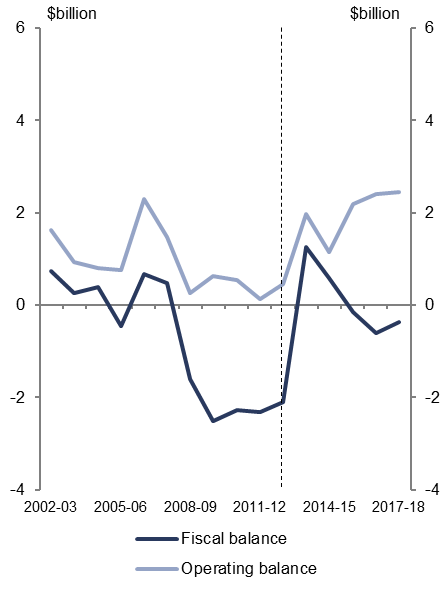 $billion $billion
6 6
4 4
2 2
0 0
-2 -2
-4 -4
2002-03 2005-06 2008-09 2011-12 2014-15 2017-18
Fiscal balance
Operating balance